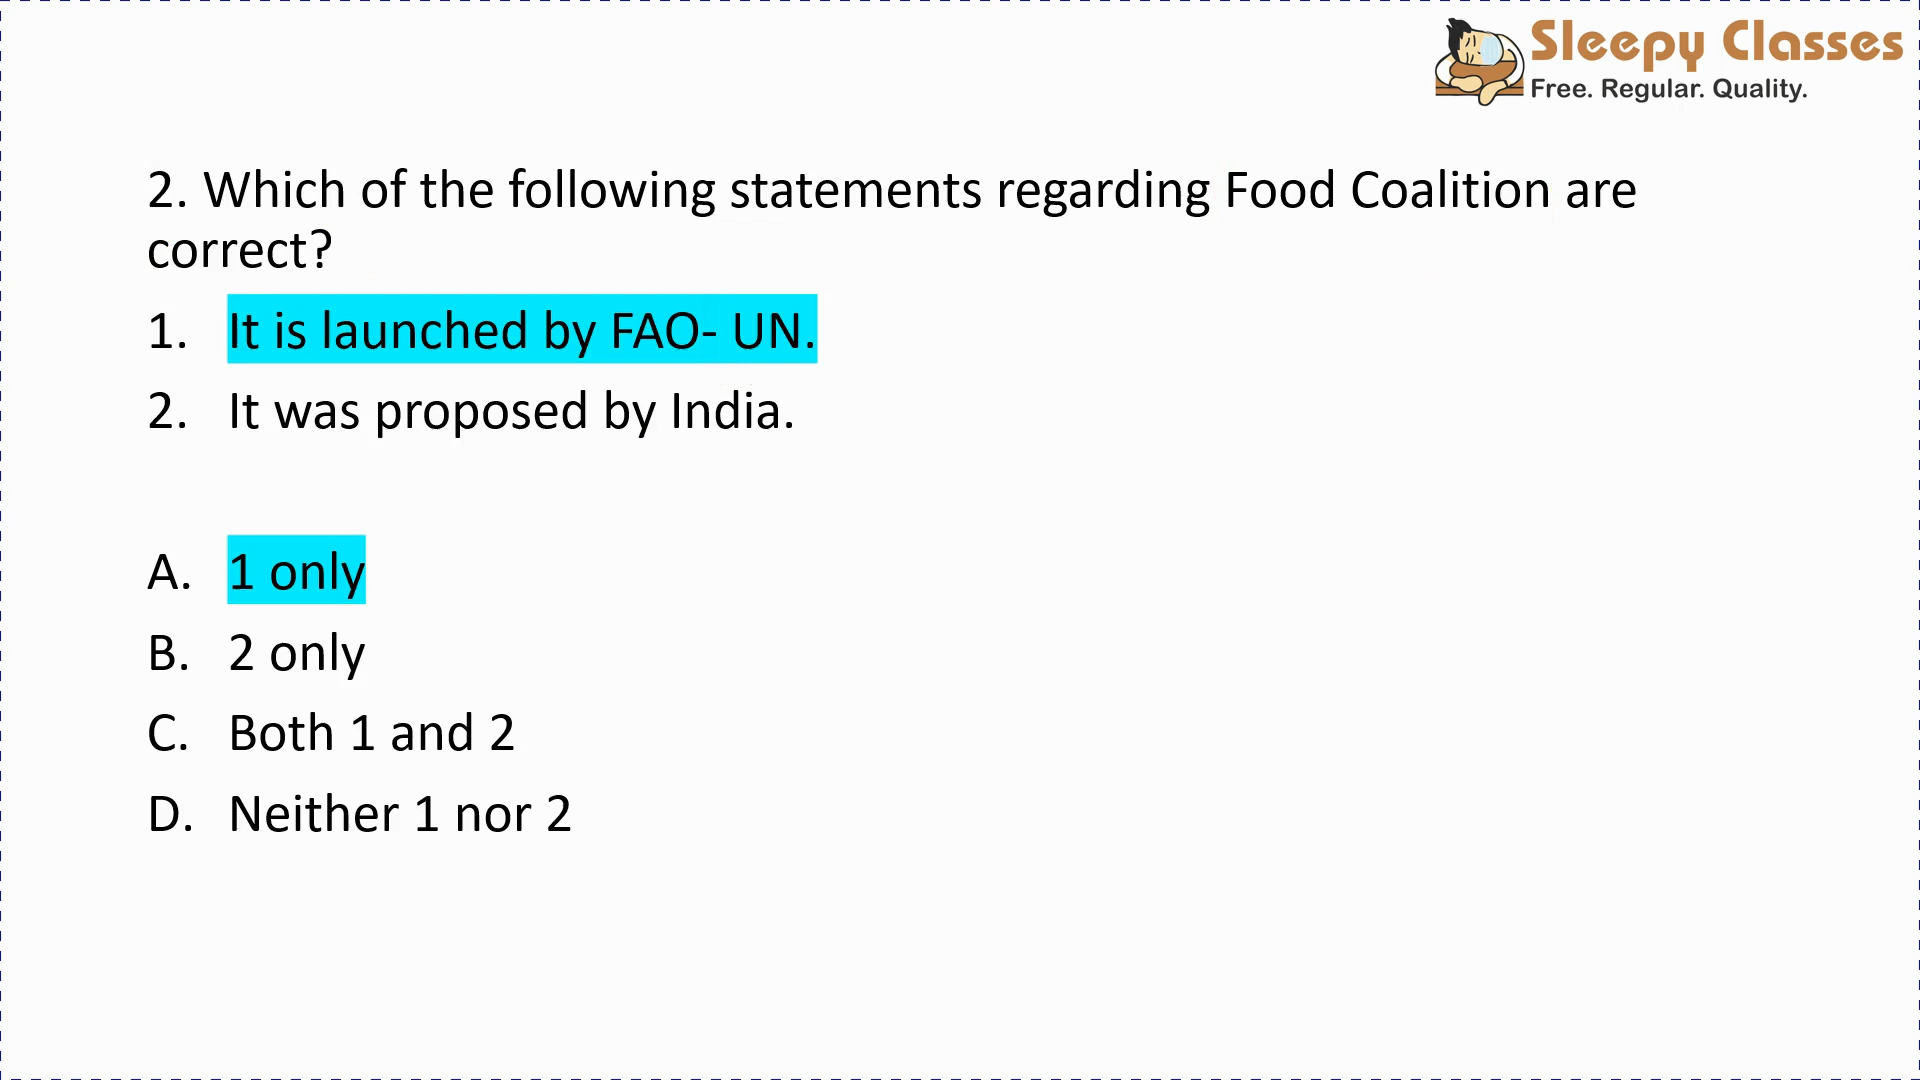 Sleepy Classes
Free. Regular. Quality.
2. Which of the following statements regarding Food Coalition are
correct?
1. It is launched by FAO- UN.
2. It was proposed by India.
A. 1 only
B. 2 only
C. Both 1 and 2
D. Neither 1 nor 2